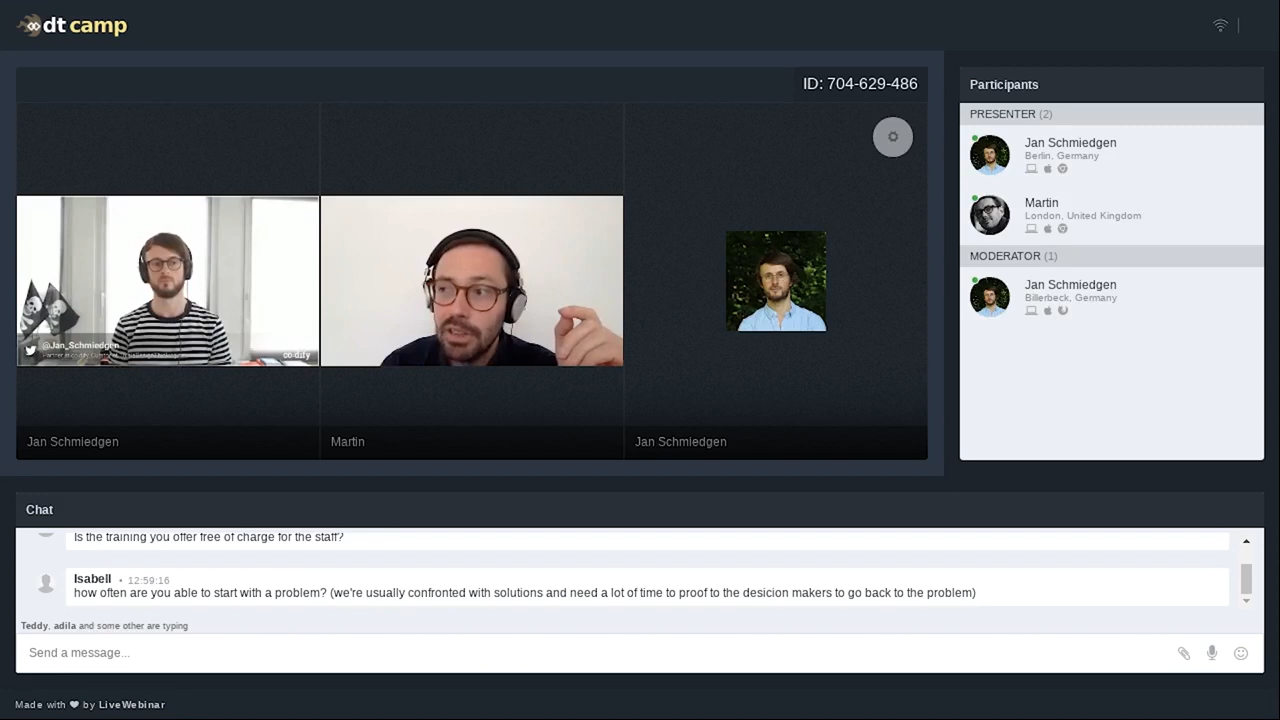 dt camp
ID: 704-629-486
@Jan_Schmiedgen
co:dify
Jan Schmiedgen
Martin
Jan Schmiedgen
Participants
PRESENTER (2)
Jan Schmiedgen
Berlin, Germany
Martin
London, United Kingdom
MODERATOR (1)
Jan Schmiedgen
Billerbeck, Germany
Chat
Is the training you offer free of charge for the staff?
Isabell • 12:59:16
how often are you able to start with a problem? (we're usually confronted with solutions and need a lot of time to proof to the desicion makers to go back to the problem)
Teddy, adila and some other are typing
Send a message...
Made with ❤ by LiveWebinar